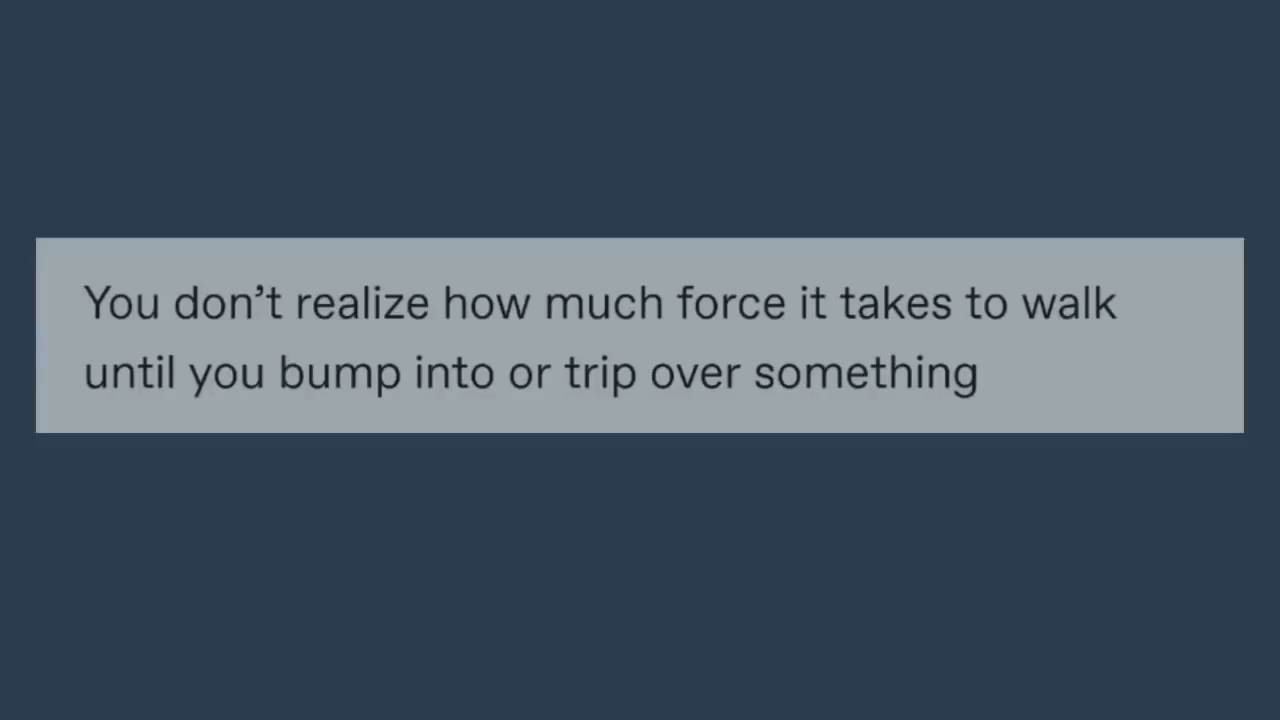 You don’t realize how much force it takes to walk
until you bump into or trip over something